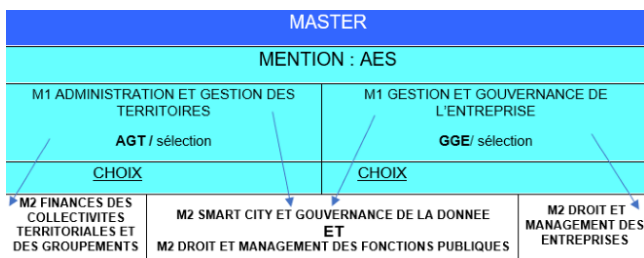 MASTER
MENTION : AES
M1 ADMINISTRATION ET GESTION DES
TERRITOIRES
AGT / sélection
M1 GESTION ET GOUVERNANCE DE
L'ENTREPRISE
GGE/ sélection
CHOIX
CHOIX
M2 FINANCES DES
COLLECTIVITES
TERRITORIALES ET
DES GROUPEMENTS
M2 SMART CITY ET GOUVERNANCE DE LA DONNEE
ET
M2 DROIT ET MANAGEMENT DES FONCTIONS PUBLIQUES
M2 DROIT ET
MANAGEMENT DES
ENTREPRISES